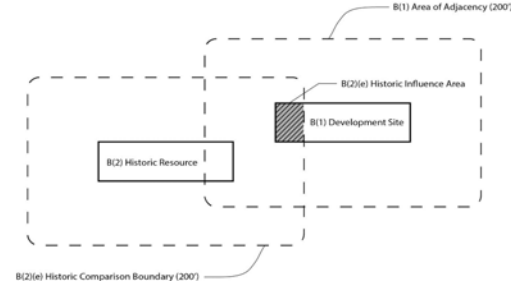 B(1) Area of Adjacency (200')
B(2)(e) Historic Influence Area
B(1) Development Site
B(2) Historic Resource
B(2)(e) Historic Comparison Boundary (200')